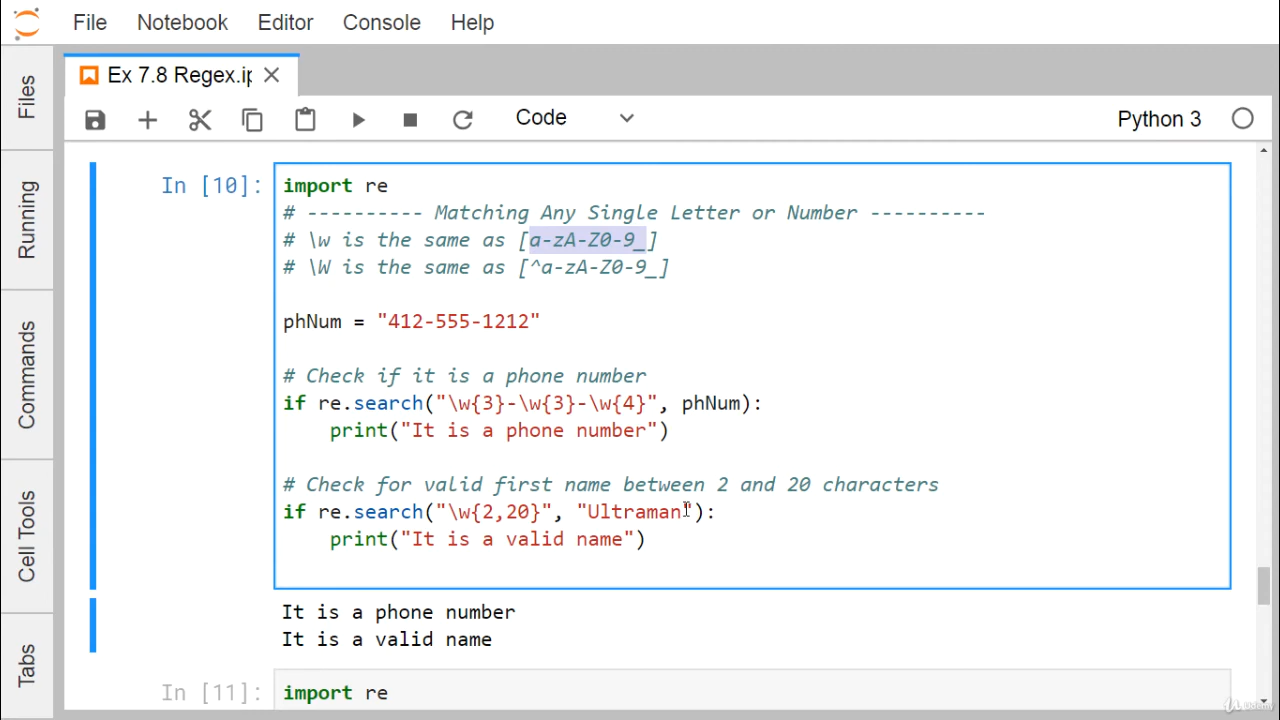 File Notebook Editor Console Help
Ex 7.8 Regex.ip
Code
Python 3
Files
Running
Commands
Cell Tools
Tabs
In [10]:
import re
# ---------- Matching Any Single Letter or Number ----------
# \w is the same as [a-zA-Z0-9_]
# \W is the same as [^a-zA-Z0-9_]
phNum = "412-555-1212"
# Check if it is a phone number
if re.search("\w{3}-\w{3}-\w{4}", phNum):
    print("It is a phone number")
# Check for valid first name between 2 and 20 characters
if re.search("\w{2,20}", "Ultraman"):
    print("It is a valid name")
It is a phone number
It is a valid name
In [11]:
import re
Udemy